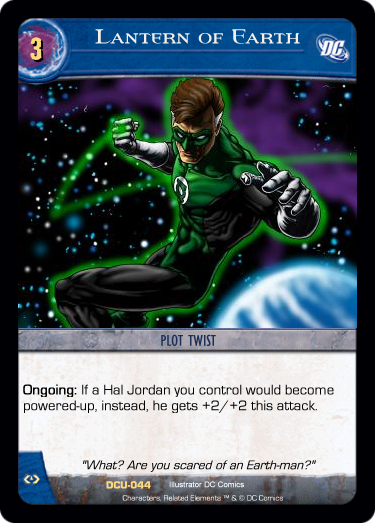 3
LANTERN OF EARTH
DC
PLOT TWIST
Ongoing: If a Hal Jordan you control would become
powered-up, instead, he gets +2/+2 this attack.
"What? Are you scared of an Earth-man?"
DCU-044 Illustrator DC Comics
Characters, Related Elements ™ & © DC Comics